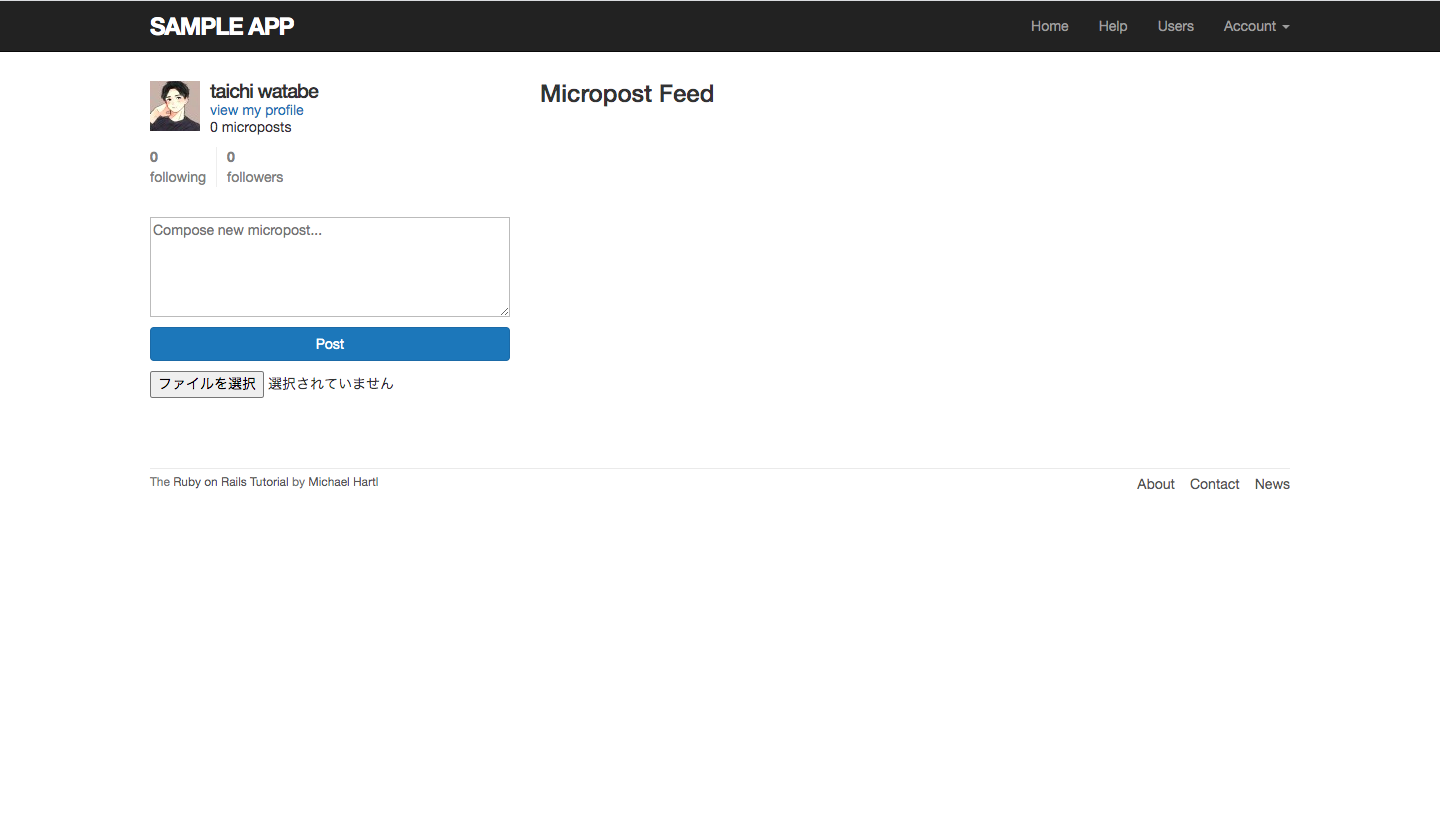 SAMPLE APP
Home Help Users Account
taichi watabe
view my profile
0 microposts
0 following
0 followers
Compose new micropost...
Post
ファイルを選択 選択されていません
Micropost Feed
The Ruby on Rails Tutorial by Michael Hartl
About Contact News